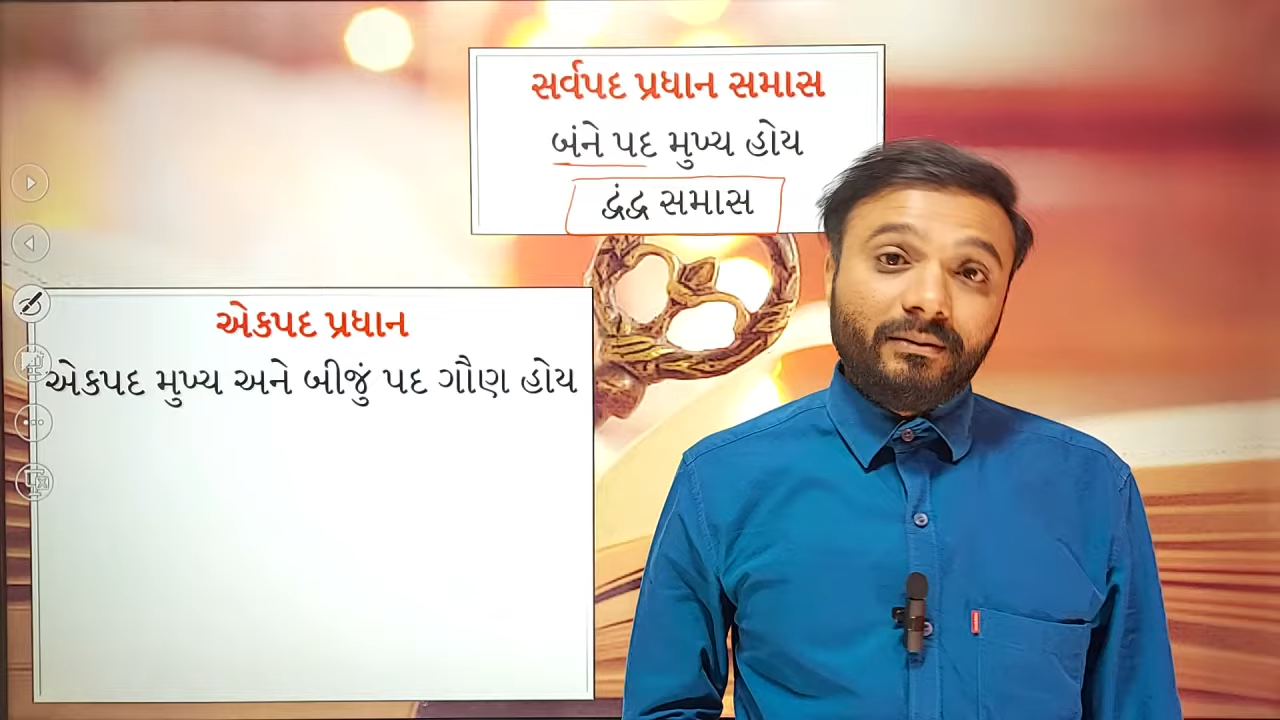 સર્વપદ પ્રધાન સમાસ
બંને પદ મુખ્ય હોય
દ્વંદ્વ સમાસ
એકપદ પ્રધાન
એકપદ મુખ્ય અને બીજું પદ ગૌણ હોય